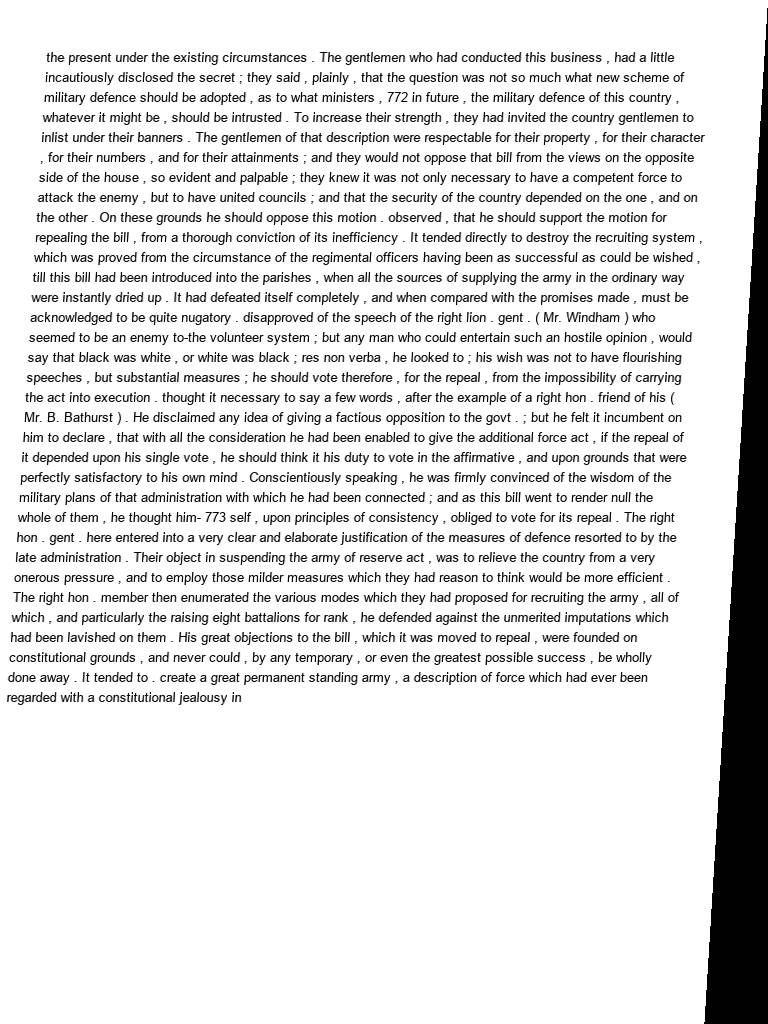 the present under the existing circumstances . The gentlemen who had conducted this business , had a little
incautiously disclosed the secret ; they said , plainly , that the question was not so much what new scheme of
military defence should be adopted , as to what ministers , 772 in future , the military defence of this country ,
whatever it might be , should be intrusted . To increase their strength , they had invited the country gentlemen to
inlist under their banners . The gentlemen of that description were respectable for their property , for their character
, for their numbers , and for their attainments ; and they would not oppose that bill from the views on the opposite
side of the house , so evident and palpable ; they knew it was not only necessary to have a competent force to
attack the enemy , but to have united councils ; and that the security of the country depended on the one , and on
the other . On these grounds he should oppose this motion . observed , that he should support the motion for
repealing the bill , from a thorough conviction of its inefficiency . It tended directly to destroy the recruiting system ,
which was proved from the circumstance of the regimental officers having been as successful as could be wished ,
till this bill had been introduced into the parishes , when all the sources of supplying the army in the ordinary way
were instantly dried up . It had defeated itself completely , and when compared with the promises made , must be
acknowledged to be quite nugatory . disapproved of the speech of the right lion . gent . ( Mr. Windham ) who
seemed to be an enemy to-the volunteer system ; but any man who could entertain such an hostile opinion , would
say that black was white , or white was black ; res non verba , he looked to ; his wish was not to have flourishing
speeches , but substantial measures ; he should vote therefore , for the repeal , from the impossibility of carrying
the act into execution . thought it necessary to say a few words , after the example of a right hon . friend of his (
Mr. B. Bathurst ) . He disclaimed any idea of giving a factious opposition to the govt . ; but he felt it incumbent on
him to declare , that with all the consideration he had been enabled to give the additional force act , if the repeal of
it depended upon his single vote , he should think it his duty to vote in the affirmative , and upon grounds that were
perfectly satisfactory to his own mind . Conscientiously speaking , he was firmly convinced of the wisdom of the
military plans of that administration with which he had been connected ; and as this bill went to render null the
whole of them , he thought him- 773 self , upon principles of consistency , obliged to vote for its repeal . The right
hon . gent . here entered into a very clear and elaborate justification of the measures of defence resorted to by the
late administration . Their object in suspending the army of reserve act , was to relieve the country from a very
onerous pressure , and to employ those milder measures which they had reason to think would be more efficient .
The right hon . member then enumerated the various modes which they had proposed for recruiting the army , all of
which , and particularly the raising eight battalions for rank , he defended against the unmerited imputations which
had been lavished on them . His great objections to the bill , which it was moved to repeal , were founded on
constitutional grounds , and never could , by any temporary , or even the greatest possible success , be wholly
done away . It tended to . create a great permanent standing army , a description of force which had ever been
regarded with a constitutional jealousy in